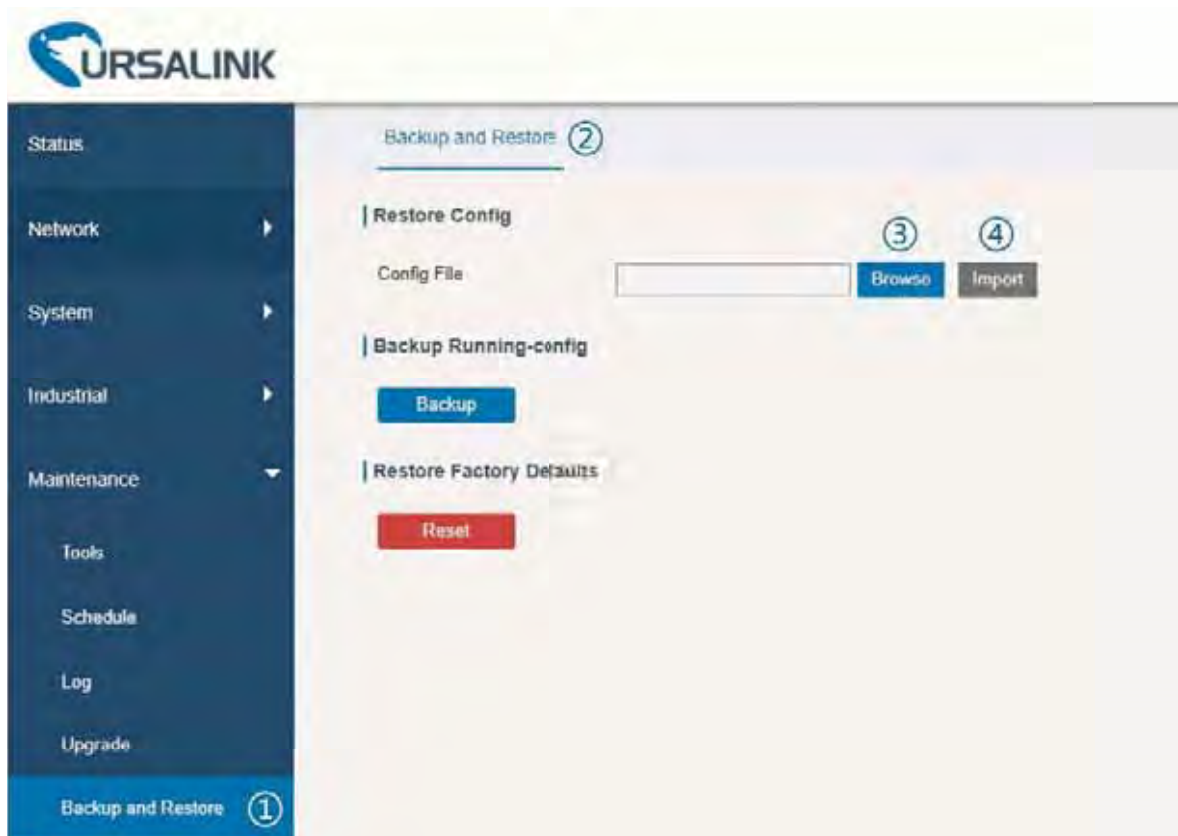 URSALINK
Status
Backup and Restore ②
Restore Config
Network
③ ④
Config File
Browse Import
System
Backup Running-config
Industrial
Backup
Maintenance
Restore Factory Defaults
Reset
Tools
Schedule
Log
Upgrade
Backup and Restore ①